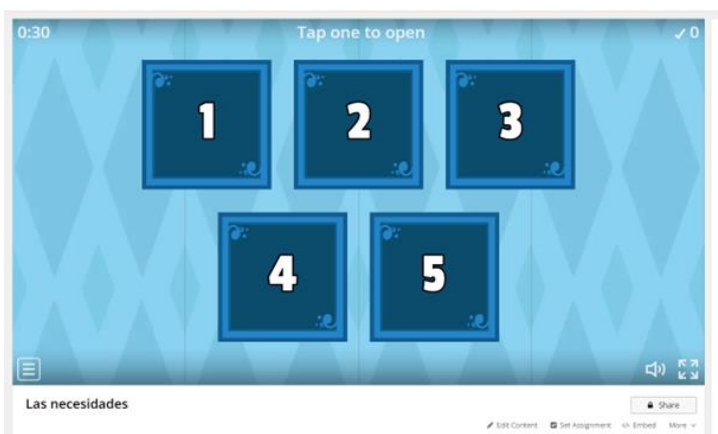 0:30 Tap one to open ✓ 0
1 2 3
4 5
Las necesidades
Share
Edit Content Set Assignment Embed More